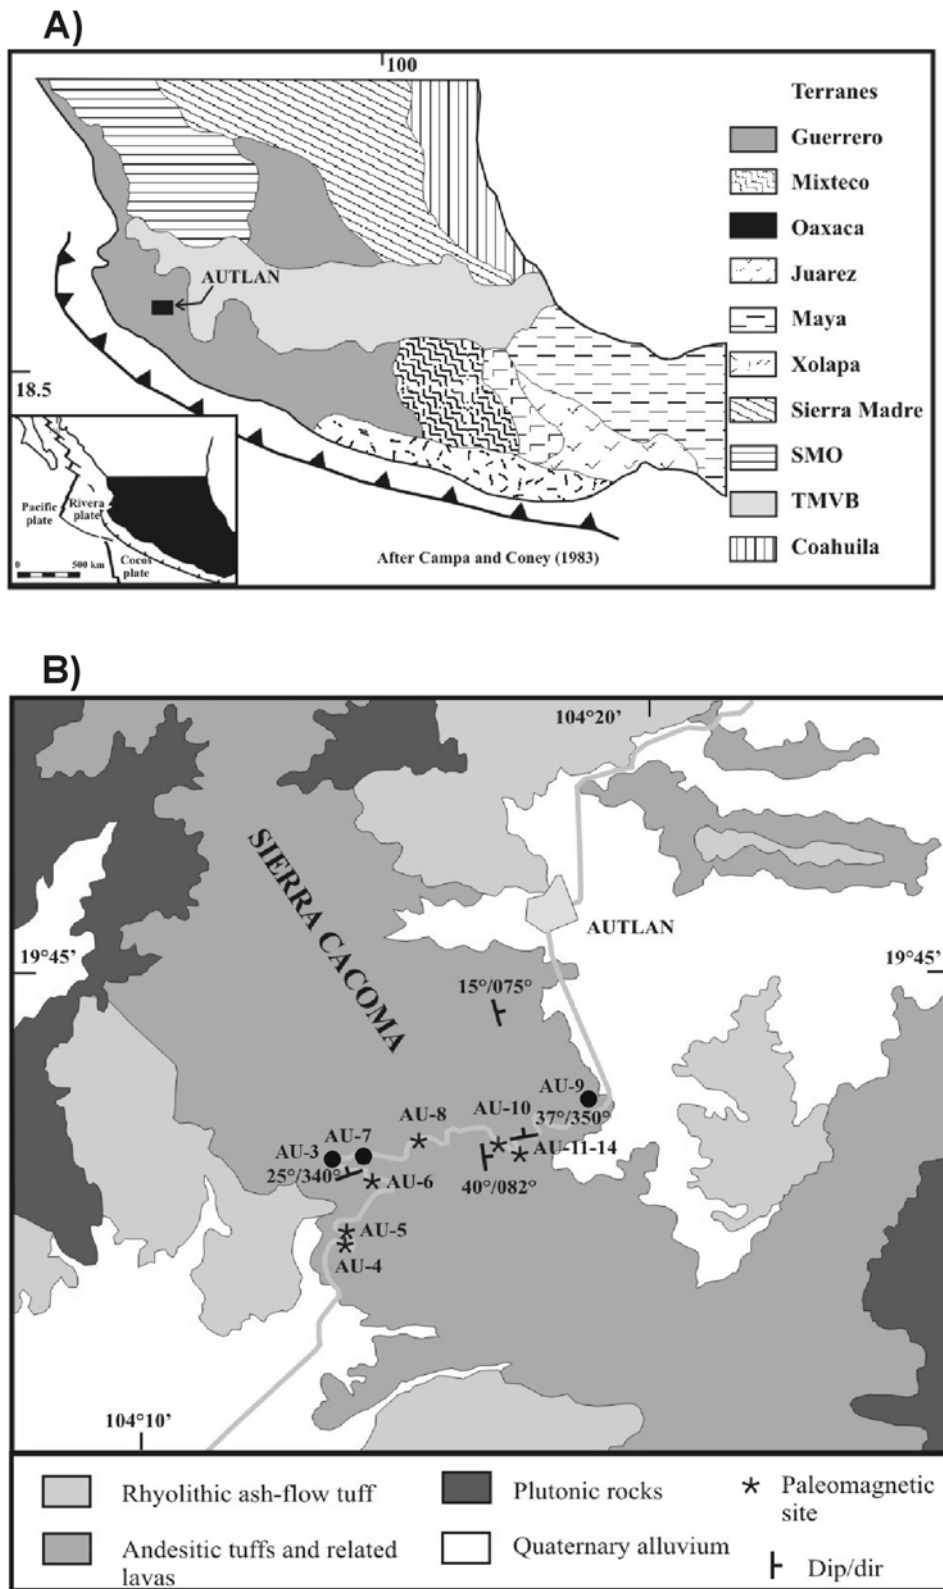 A)
100
Terranes
Guerrero
Mixteco
Oaxaca
Juarez
Maya
Xolapa
Sierra Madre
SMO
TMVB
Coahuila
AUTLAN
18.5
Pacific
plate
Rivera
plate
Cocos
plate
0 500 km
After Campa and Coney (1983)
B)
104°20’
SIERRA CACOMA
AUTLAN
19°45’
19°45’
15°/075°
AU-9
AU-10
37°/350°
AU-8
AU-7
AU-3
AU-11-14
25°/340°
AU-6
40°/082°
AU-5
AU-4
104°10’
Rhyolithic ash-flow tuff
Plutonic rocks
Paleomagnetic
site
Andesitic tuffs and related
lavas
Quaternary alluvium
Dip/dir